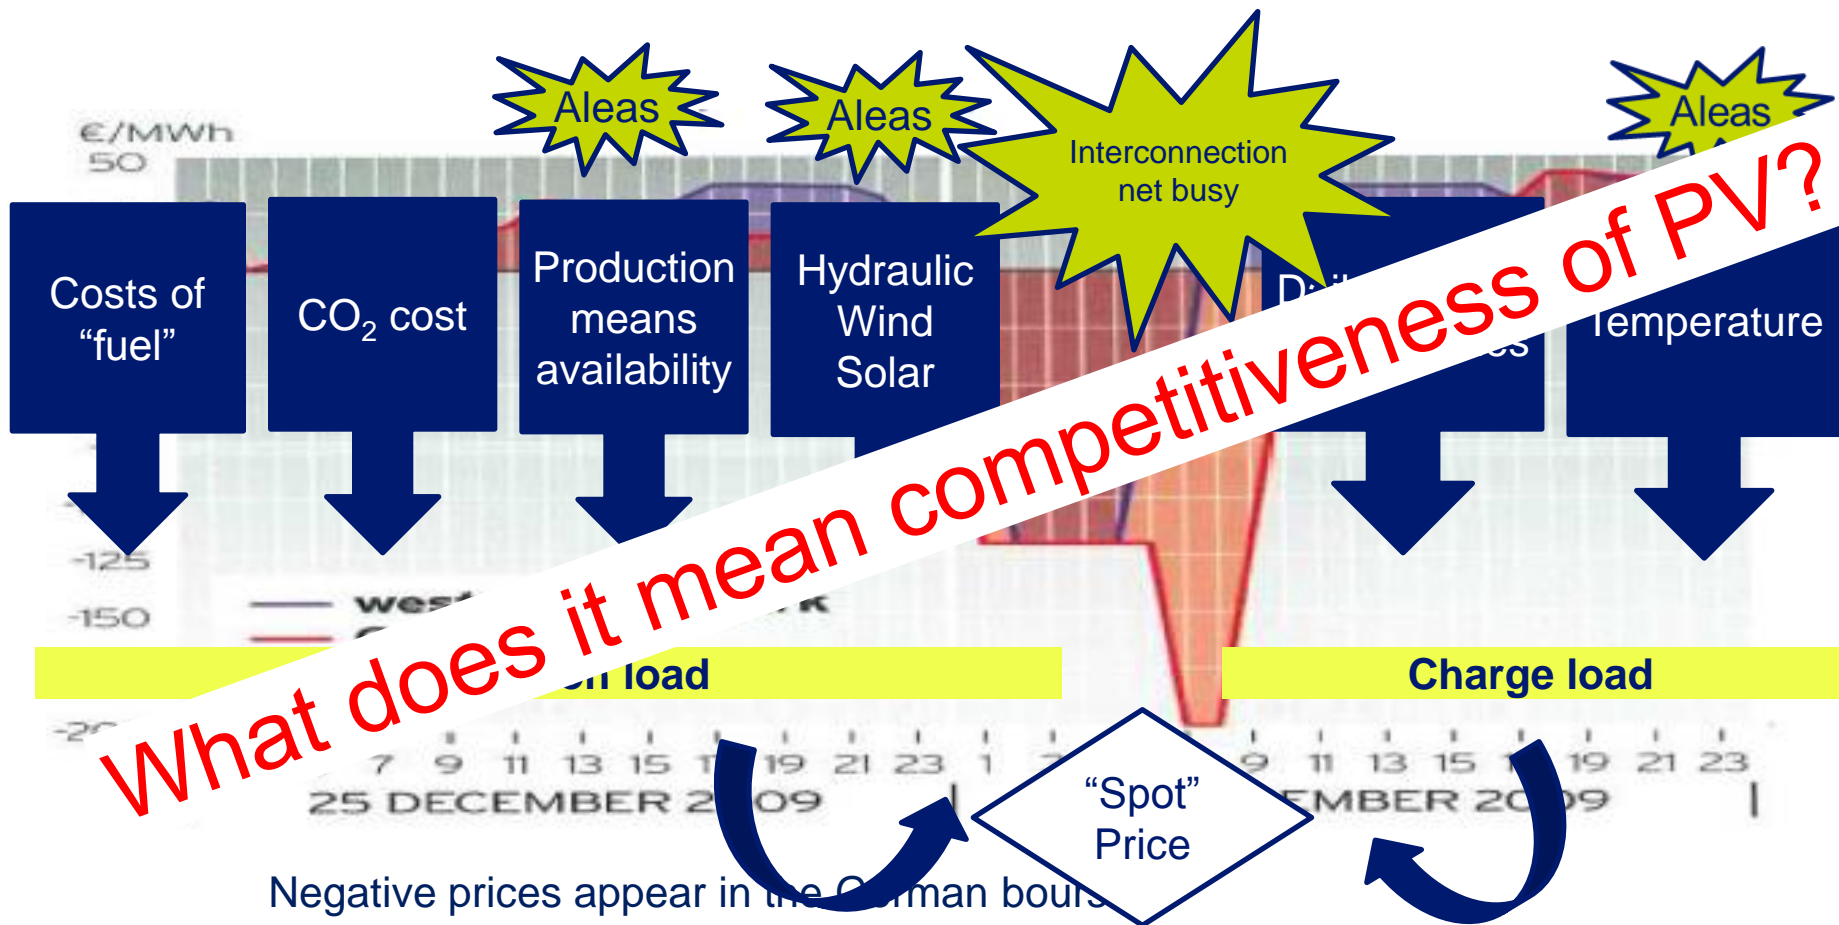 Aleas
Aleas
Interconnection
net busy
Aleas
€/MWh
50
Costs of
“fuel”
CO₂ cost
Production
means
availability
Hydraulic
Wind
Solar
Temperature
What does it mean competitiveness of PV?
-125
-150
load
Charge load
7 9 11 13 15 19 21 23 1 9 11 13 15 19 21 23
25 DECEMBER 2009
2009
“Spot”
Price
Negative prices appear in the German